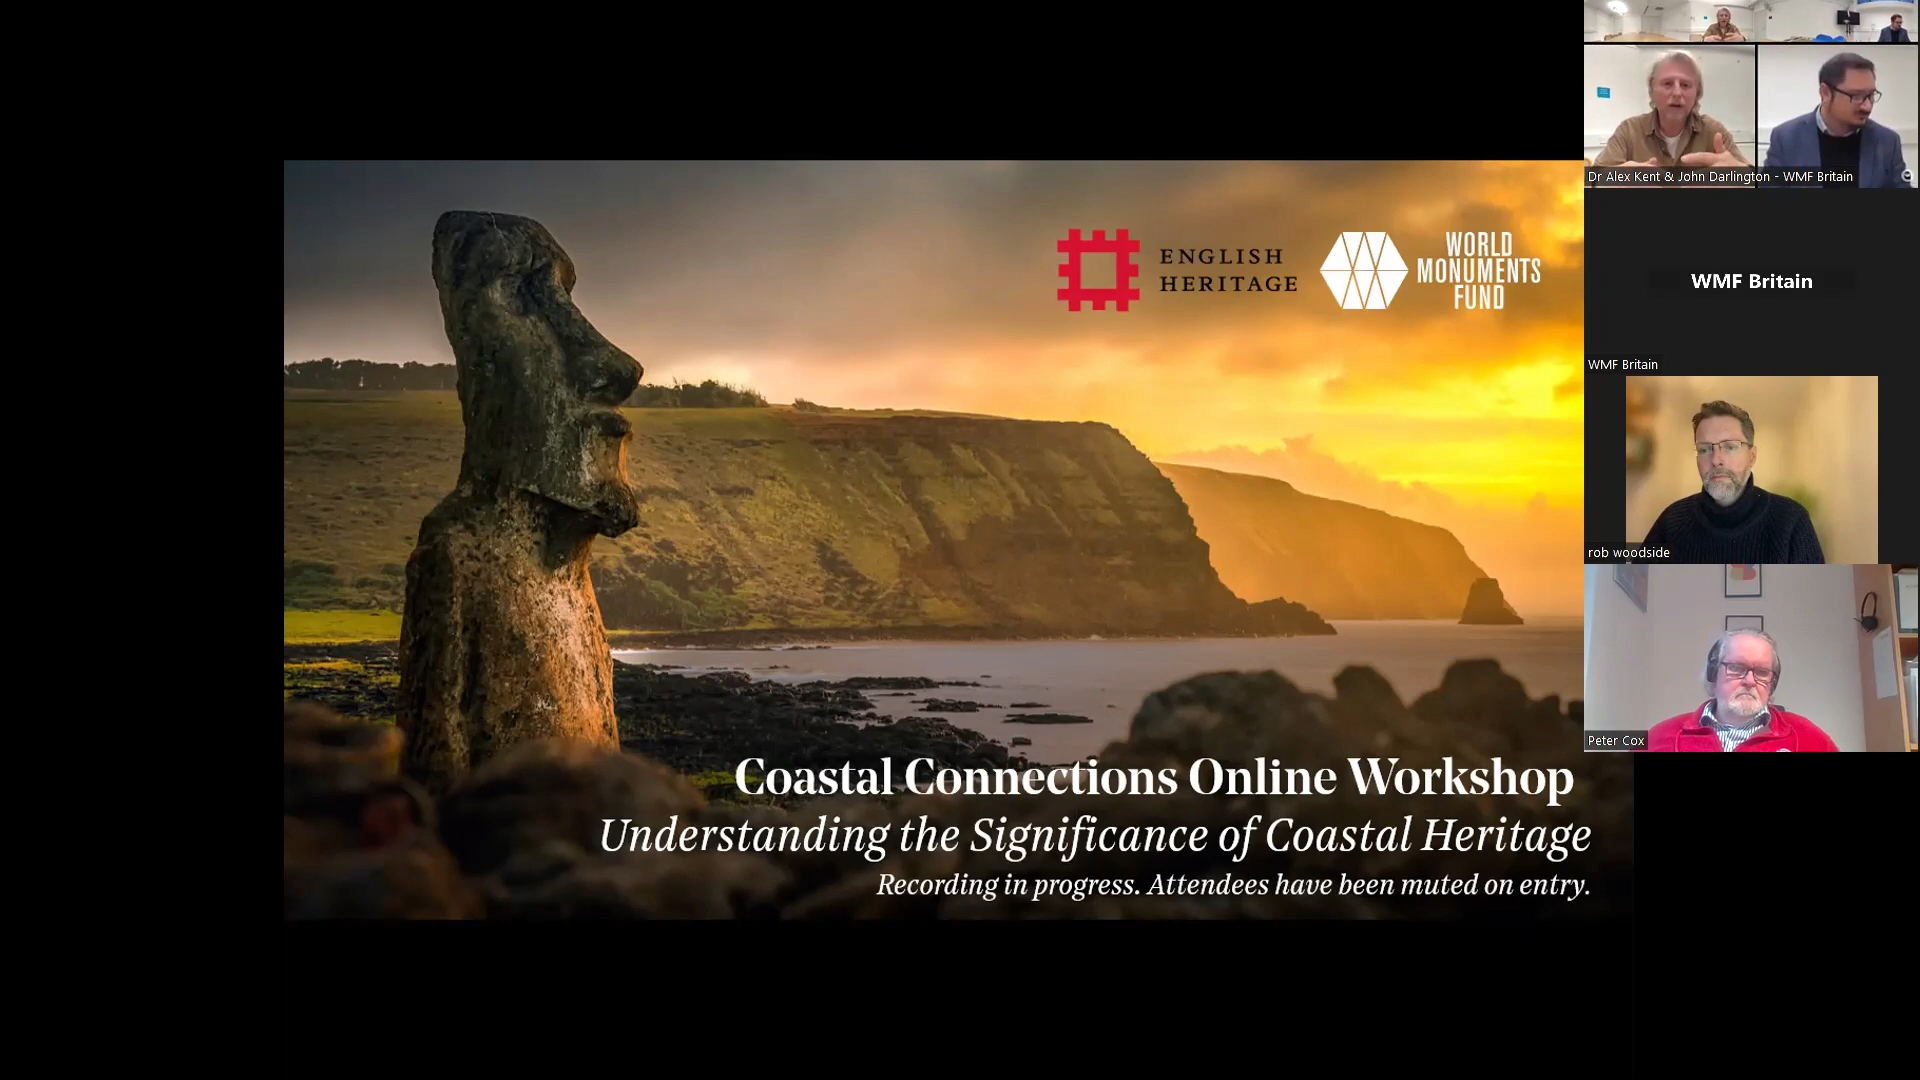 ENGLISH
HERITAGE
WORLD
MONUMENTS
FUND
Coastal Connections Online Workshop
Understanding the Significance of Coastal Heritage
Recording in progress. Attendees have been muted on entry.
Dr Alex Kent & John Darlington - WMF Britain
WMF Britain
WMF Britain
rob woodside
Peter Cox